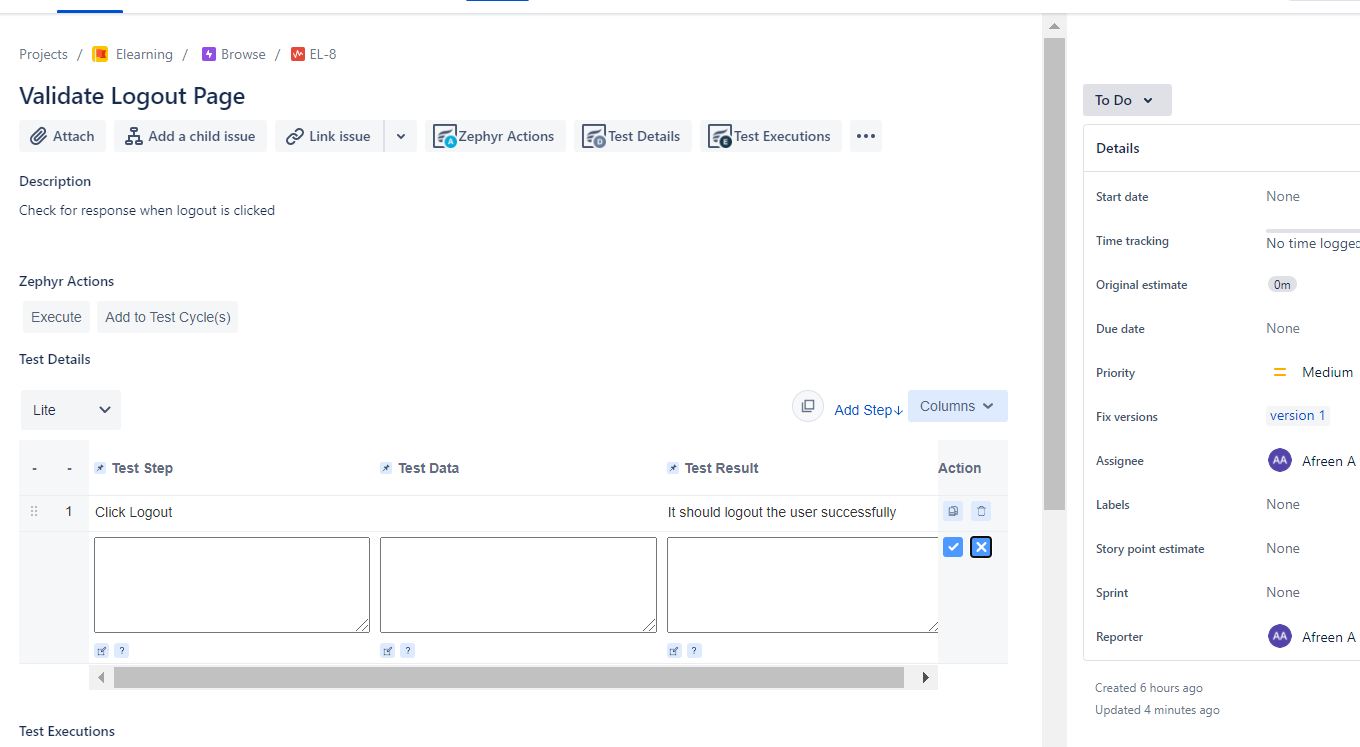 Projects / Elearning / Browse / EL-8
Validate Logout Page
Attach Add a child issue Link issue Zephyr Actions Test Details Test Executions
Description
Check for response when logout is clicked
Zephyr Actions
Execute Add to Test Cycle(s)
Test Details
Lite Add Step↓ Columns
- - Test Step Test Data Test Result Action
1 Click Logout It should logout the user successfully
? ? ?
Test Executions
To Do
Details
Start date None
Time tracking No time logged
Original estimate 0m
Due date None
Priority Medium
Fix versions version 1
Assignee AA Afreen A
Labels None
Story point estimate None
Sprint None
Reporter AA Afreen A
Created 6 hours ago
Updated 4 minutes ago